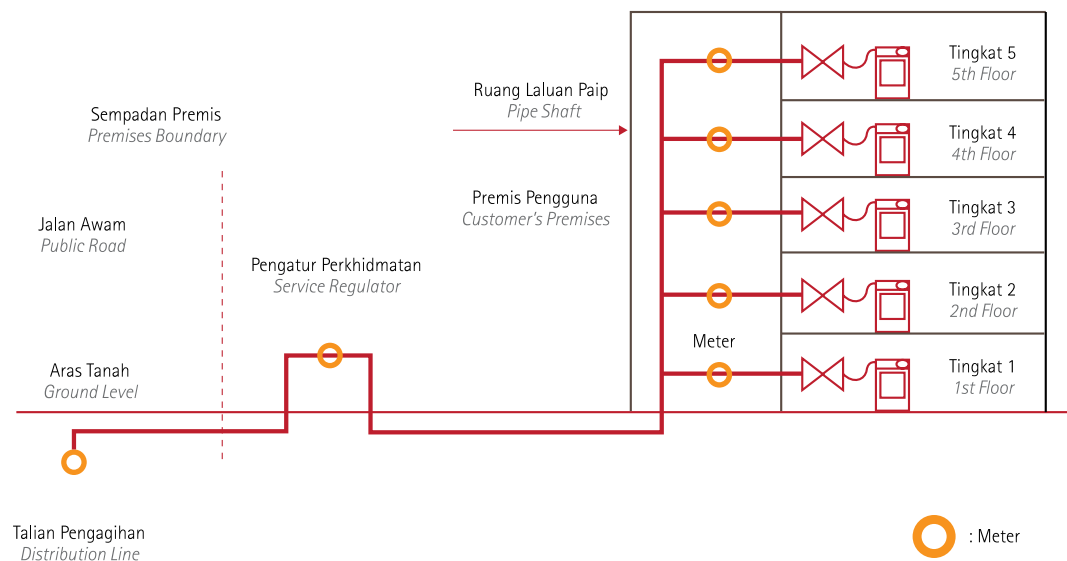 Sempadan Premis
Premises Boundary
Jalan Awam
Public Road
Pengatur Perkhidmatan
Service Regulator
Aras Tanah
Ground Level
Talian Pengagihan
Distribution Line
Ruang Laluan Paip
Pipe Shaft
Premis Pengguna
Customer's Premises
Meter
Tingkat 5
5th Floor
Tingkat 4
4th Floor
Tingkat 3
3rd Floor
Tingkat 2
2nd Floor
Tingkat 1
1st Floor
: Meter